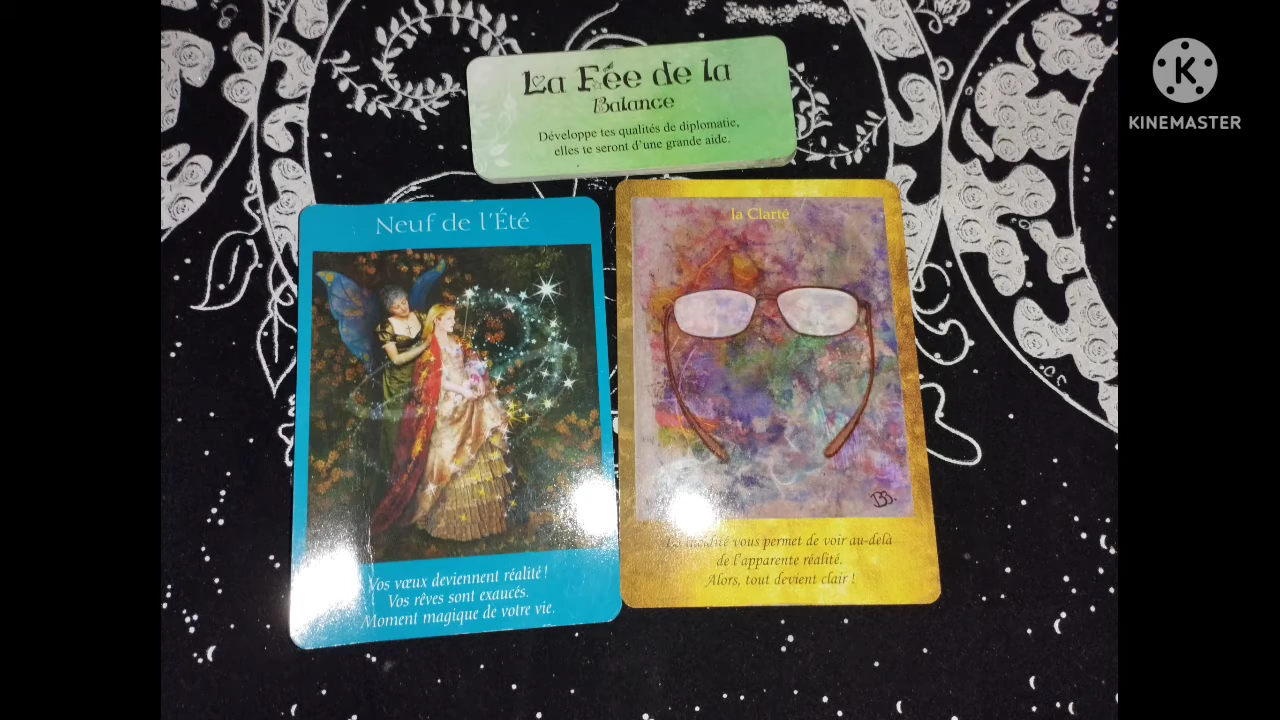 La Fée de la
Balance
Développe tes qualités de diplomatie,
elles te seront d'une grande aide.
Neuf de l'Été
Vos vœux deviennent réalité !
Vos rêves sont exaucés.
Moment magique de votre vie.
la Clarté
vous permet de voir au-delà
de l'apparente réalité.
Alors, tout devient clair !
BB.
K
KINEMASTER